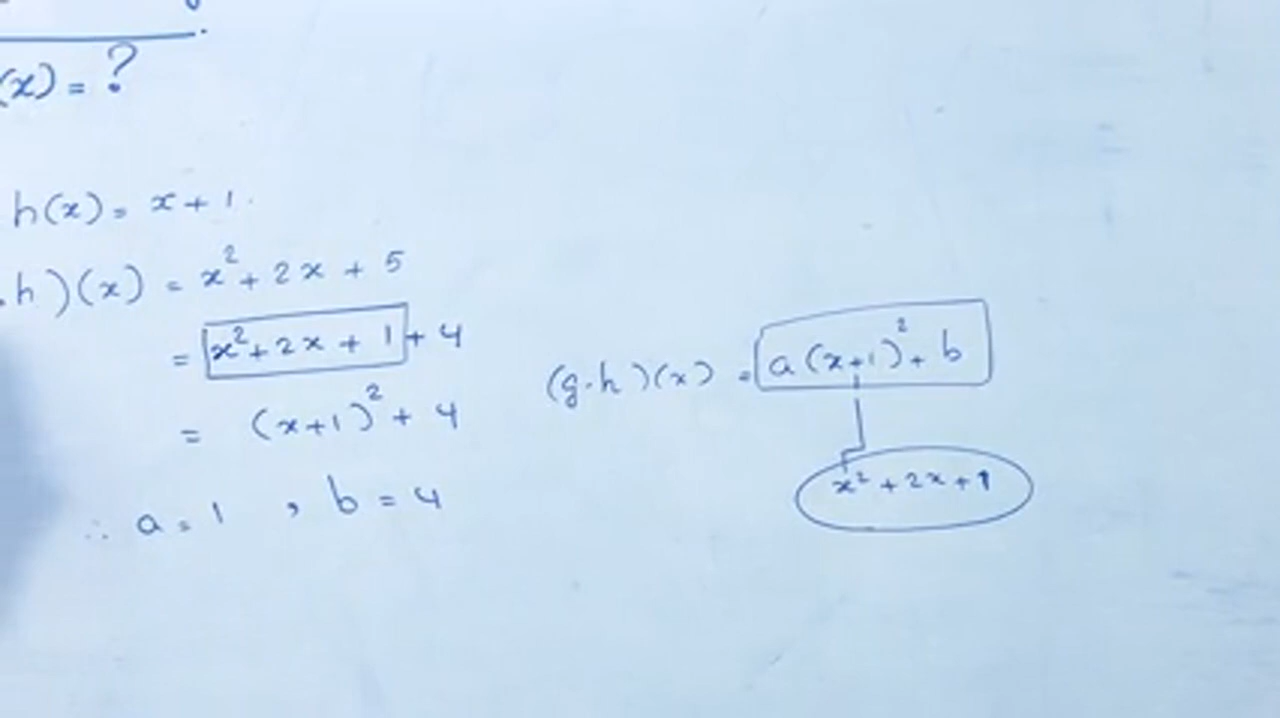 (x) = ?
h(x) = x + 1.
.h)(x) = x² + 2x + 5
= x² + 2x + 1 + 4
= (x+1)² + 4
∴ a = 1 , b = 4
(g.h)(x) = a(x+1)² + b
x² + 2x + 1